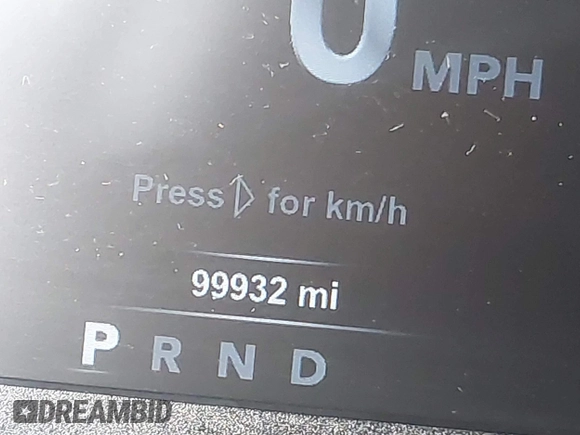 0 MPH
Press ▷ for km/h
99932 mi
P R N D
DREAMBID